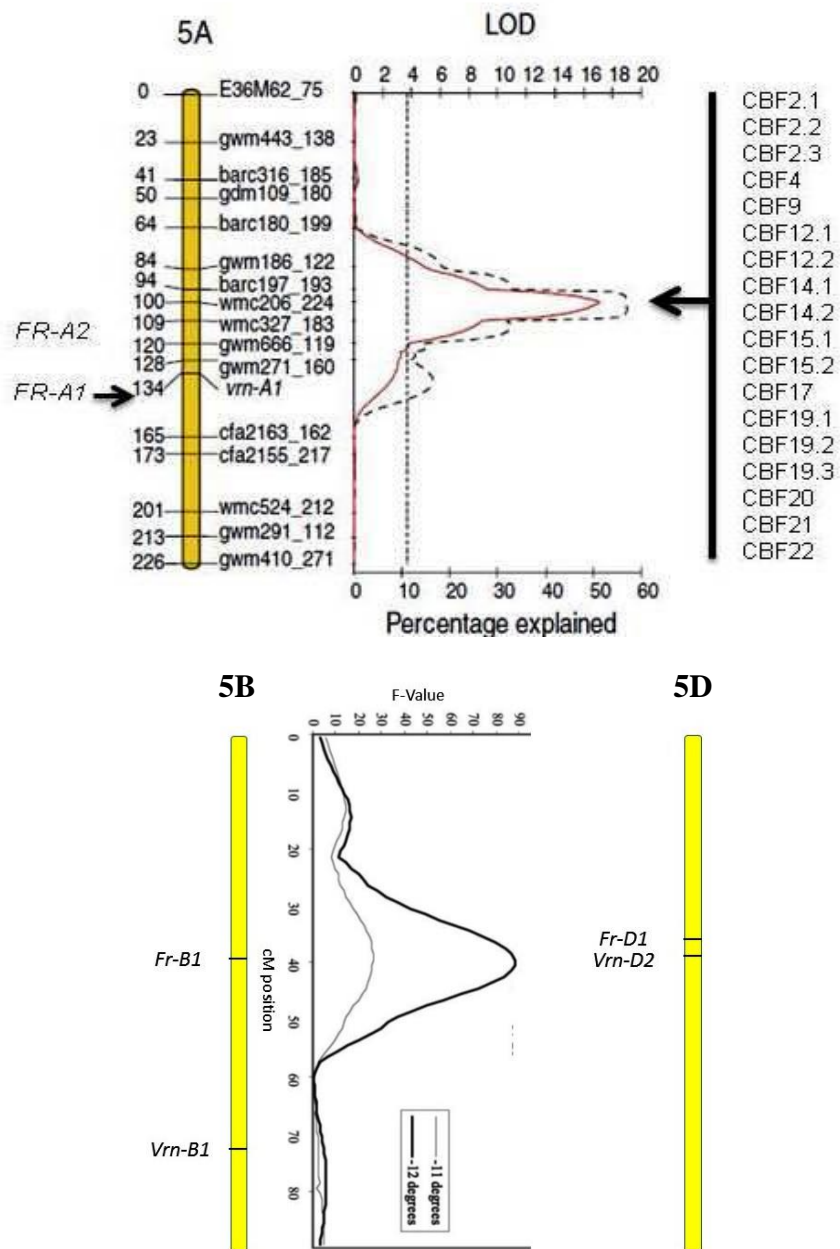 5A
LOD
0 2 4 6 8 10 12 14 16 18 20
0 E36M62_75
23 gwm443_138
41 barc316_185
50 gdm109_180
64 barc180_199
84 gwm186_122
94 barc197_193
100 wmc206_224
109 wmc327_183
120 gwm666_119
128 gwm271_160
134 vrn-A1
165 cfa2163_162
173 cfa2155_217
201 wmc524_212
213 gwm291_112
226 gwm410_271
FR-A2
FR-A1
0 10 20 30 40 50 60
Percentage explained
CBF2.1
CBF2.2
CBF2.3
CBF4
CBF9
CBF12.1
CBF12.2
CBF14.1
CBF14.2
CBF15.1
CBF15.2
CBF17
CBF19.1
CBF19.2
CBF19.3
CBF20
CBF21
CBF22
5B
F-Value
5D
0 10 20 30 40 50 60 70 80 90
0
10
20
30
40
50
60
70
80
cM position
Fr-B1
Vrn-B1
-11 degrees
-12 degrees
Fr-D1
Vrn-D2